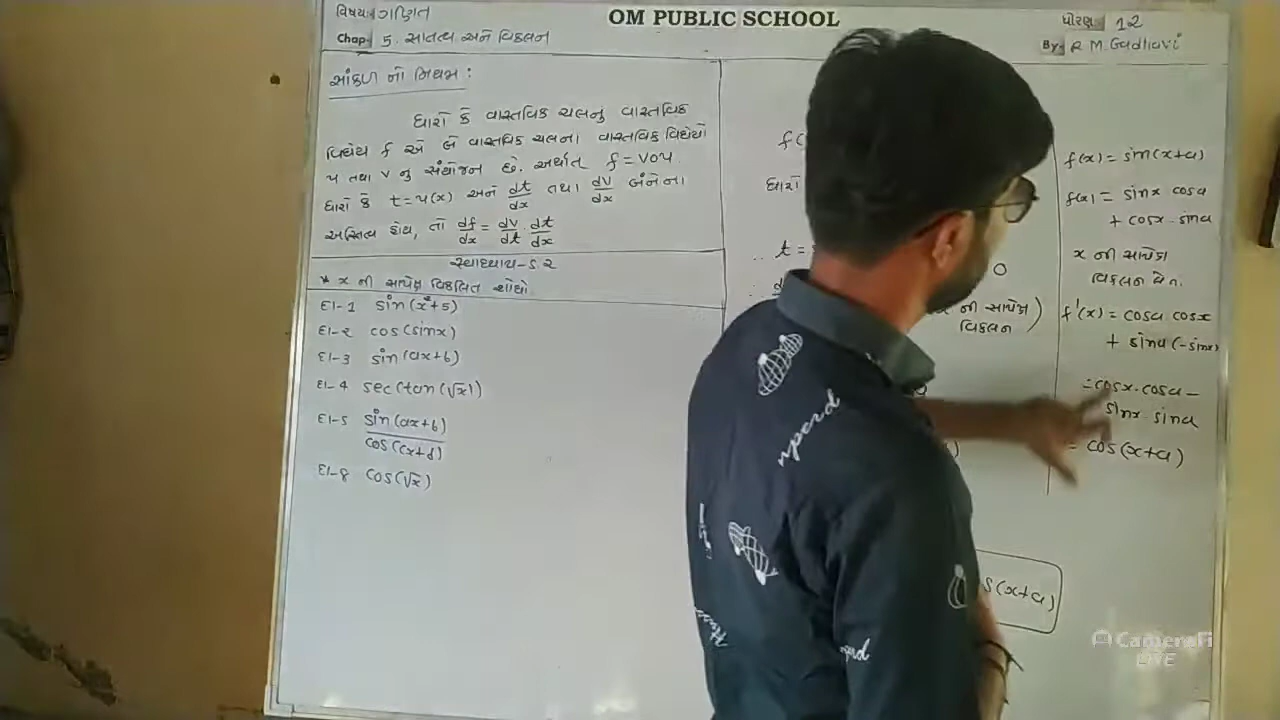 વિષય: ગણિત
OM PUBLIC SCHOOL
ધોરણ 12
Chap 5. સાતત્ય અને વિકલન
By: R.M. Gadhavi
સાંકળ નો નિયમ:
ધારો કે વાસ્તવિક ચલનુ વાસ્તવિક
વિધેય f એ બે વાસ્તવિક ચલના વાસ્તવિક વિધેયો
u તથા v નુ સંયોજન છે. અર્થાત f = vou
ધારો કે t = u(x) અને dt/dx તથા dv/dx બંનેના
અસ્તિત્વ હોય, તો df/dx = dv/dt dt/dx
સ્વાધ્યાય-5.2
* x ની સાપેક્ષ વિકલિત શોધો
દા-1 sin(x²+5)
દા-2 cos(sinx)
દા-3 sin(ax+b)
દા-4 sec(tan(√x))
દા-5 sin(ax+b)/cos(cx+d)
દા-8 cos(√x)
f(
ધારો
∴ t =
0
ની સાપેક્ષ
વિકલન)
s(x+a)
f(x) = sin(x+a)
f(x) = sinx cosa
+ cosx sina
x ની સાપેક્ષ
વિકલન લેતા.
f'(x) = cosa cosx
+ sina(-sinx)
= cosx.cosa -
sinx.sina
= cos(x+a)
CameraFi
LIVE